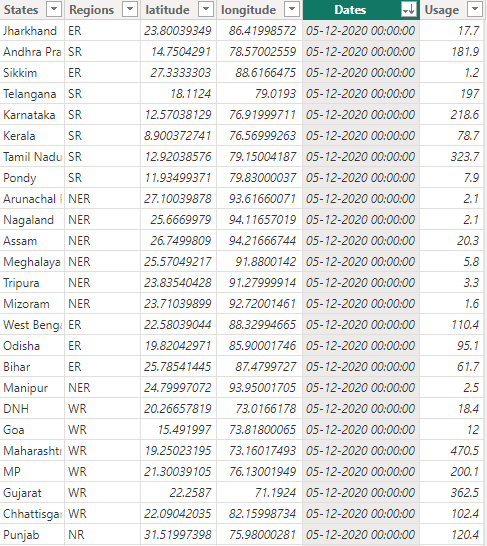 States Regions latitude longitude Dates Usage
Jharkhand ER 23.80039349 86.41998572 05-12-2020 00:00:00 17.7
Andhra Pra SR 14.7504291 78.57002559 05-12-2020 00:00:00 181.9
Sikkim ER 27.3333303 88.6166475 05-12-2020 00:00:00 1.2
Telangana SR 18.1124 79.0193 05-12-2020 00:00:00 197
Karnataka SR 12.57038129 76.91999711 05-12-2020 00:00:00 218.6
Kerala SR 8.900372741 76.56999263 05-12-2020 00:00:00 78.7
Tamil Nadu SR 12.92038576 79.15004187 05-12-2020 00:00:00 323.7
Pondy SR 11.93499371 79.83000037 05-12-2020 00:00:00 7.9
Arunachal NER 27.10039878 93.61660071 05-12-2020 00:00:00 2.1
Nagaland NER 25.6669979 94.11657019 05-12-2020 00:00:00 2.1
Assam NER 26.7499809 94.21666744 05-12-2020 00:00:00 20.3
Meghalaya NER 25.57049217 91.8800142 05-12-2020 00:00:00 5.8
Tripura NER 23.83540428 91.27999914 05-12-2020 00:00:00 3.3
Mizoram NER 23.71039899 92.72001461 05-12-2020 00:00:00 1.6
West Beng ER 22.58039044 88.32994665 05-12-2020 00:00:00 110.4
Odisha ER 19.82042971 85.90001746 05-12-2020 00:00:00 95.1
Bihar ER 25.78541445 87.4799727 05-12-2020 00:00:00 61.7
Manipur NER 24.79997072 93.95001705 05-12-2020 00:00:00 2.5
DNH WR 20.26657819 73.0166178 05-12-2020 00:00:00 18.4
Goa WR 15.491997 73.81800065 05-12-2020 00:00:00 12
Maharashtr WR 19.25023195 73.16017493 05-12-2020 00:00:00 470.5
MP WR 21.30039105 76.13001949 05-12-2020 00:00:00 200.1
Gujarat WR 22.2587 71.1924 05-12-2020 00:00:00 362.5
Chhattisgar WR 22.09042035 82.15998734 05-12-2020 00:00:00 102.4
Punjab NR 31.51997398 75.98000281 05-12-2020 00:00:00 120.4